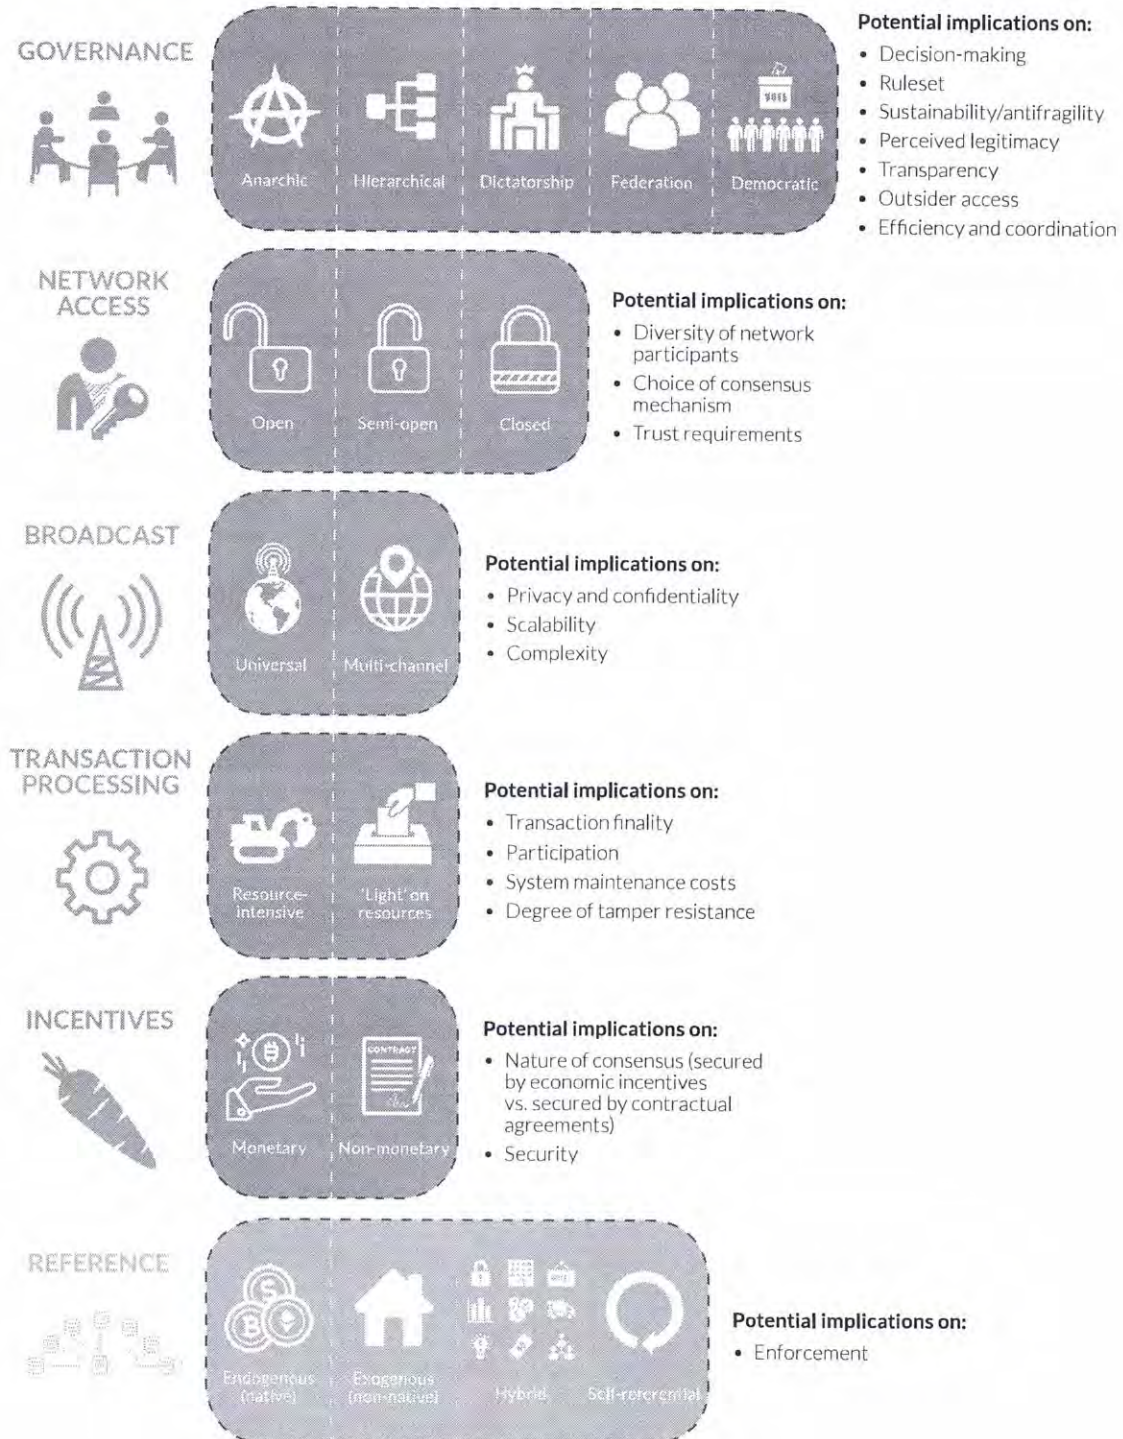 GOVERNANCE
Anarchic
Hierarchical
Dictatorship
Federation
VOTE
Democratic
Potential implications on:
• Decision-making
• Ruleset
• Sustainability/antifragility
• Perceived legitimacy
• Transparency
• Outsider access
• Efficiency and coordination
NETWORK
ACCESS
Open
Semi-open
Closed
Potential implications on:
• Diversity of network
participants
• Choice of consensus
mechanism
• Trust requirements
BROADCAST
Universal
Multi-channel
Potential implications on:
• Privacy and confidentiality
• Scalability
• Complexity
TRANSACTION
PROCESSING
Resource-
intensive
'Light' on
resources
Potential implications on:
• Transaction finality
• Participation
• System maintenance costs
• Degree of tamper resistance
INCENTIVES
Monetary
CONTRACT
Non-monetary
Potential implications on:
• Nature of consensus (secured
by economic incentives
vs. secured by contractual
agreements)
• Security
REFERENCE
Endogenous
(native)
Exogenous
(non-native)
Hybrid
Self-referential
Potential implications on:
• Enforcement